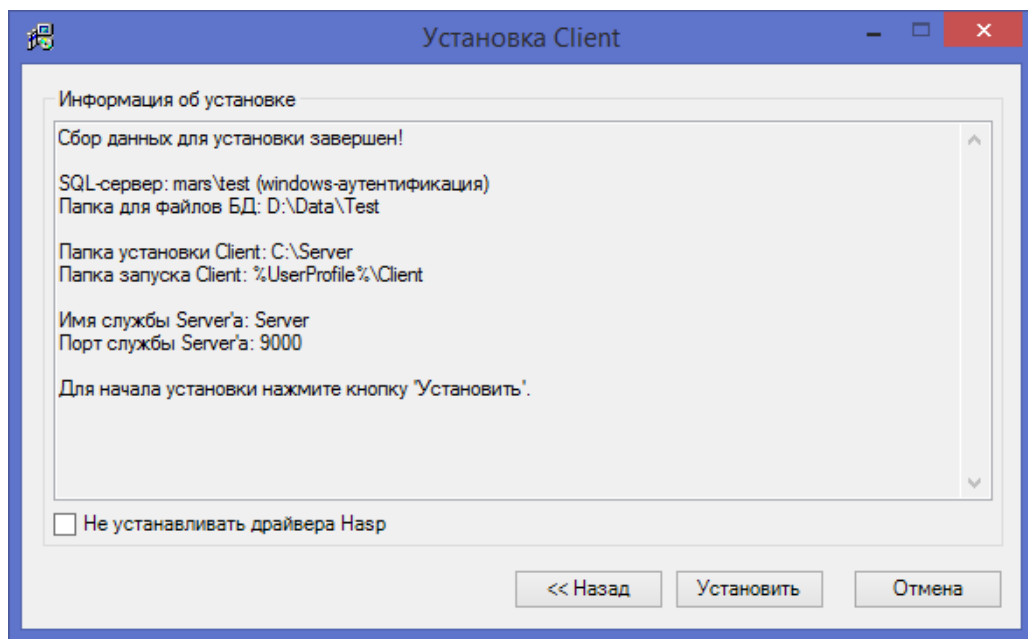 Установка Client
Информация об установке
Сбор данных для установки завершен!
SQL-сервер: mars\test (windows-аутентификация)
Папка для файлов БД: D:\Data\Test
Папка установки Client: C:\Server
Папка запуска Client: %UserProfile%\Client
Имя службы Server'а: Server
Порт службы Server'а: 9000
Для начала установки нажмите кнопку "Установить".
Не устанавливать драйвера Hasp
<< Назад
Установить
Отмена